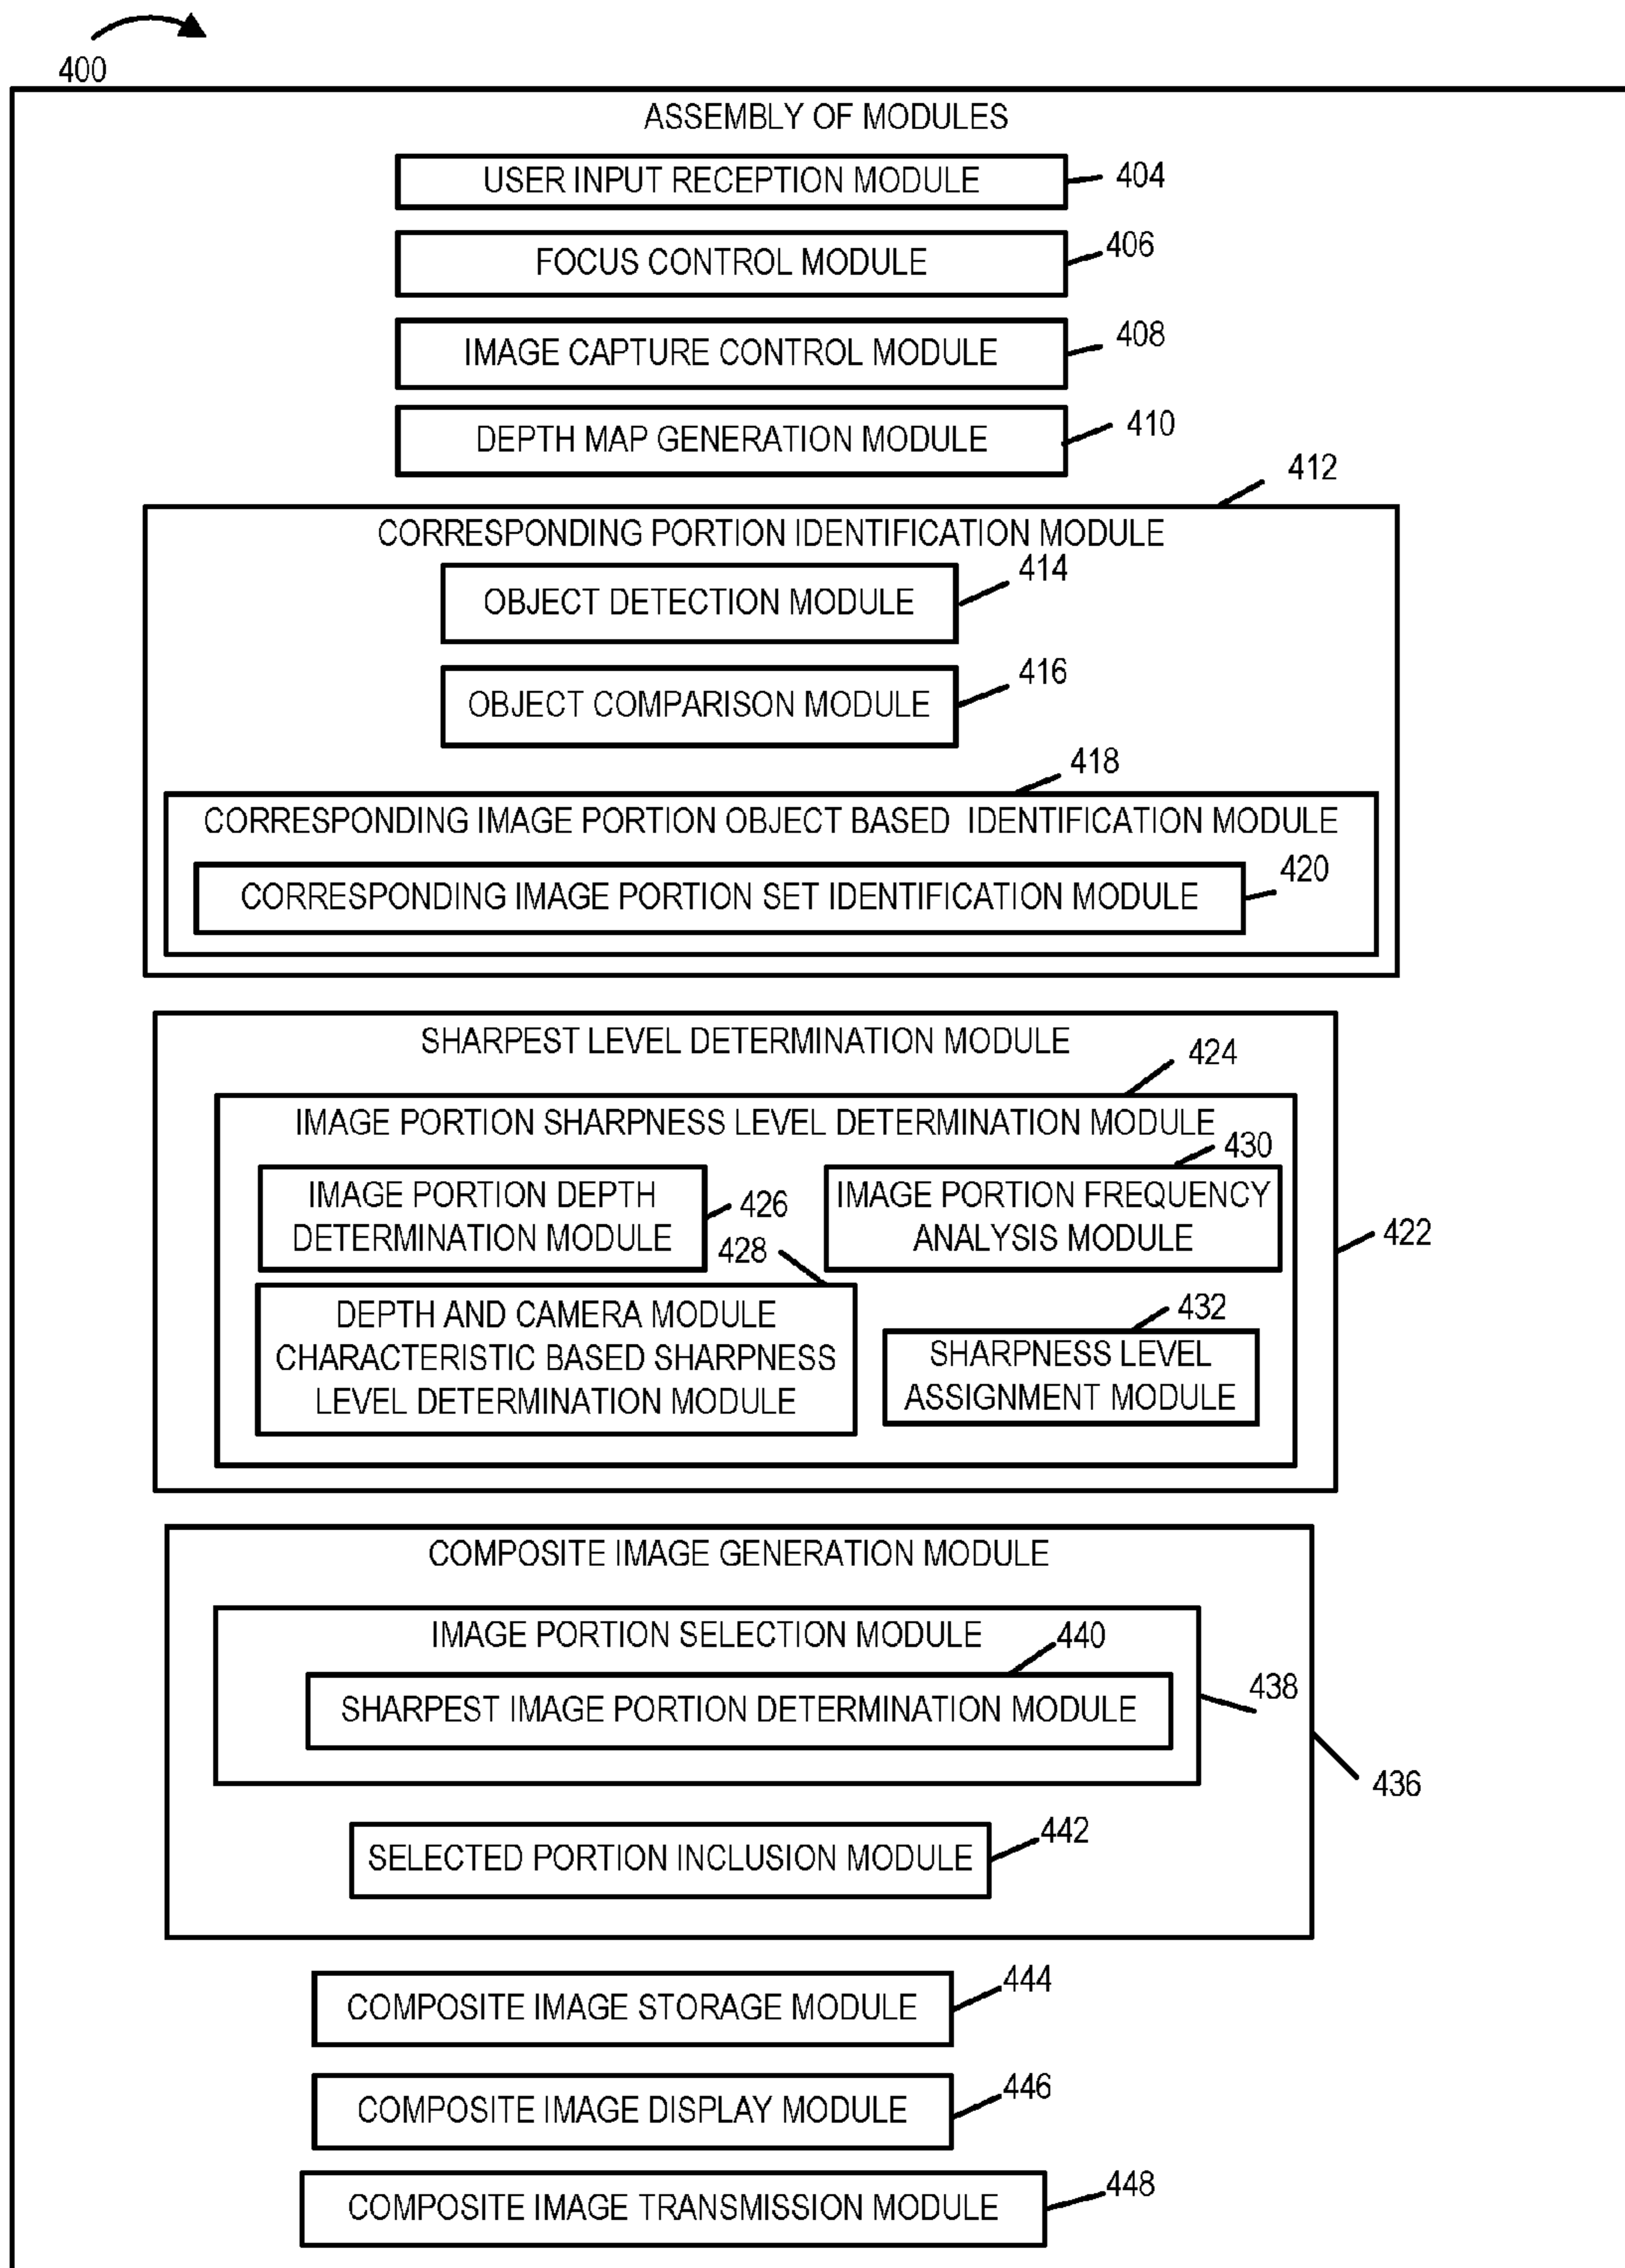 400
ASSEMBLY OF MODULES
USER INPUT RECEPTION MODULE
404
FOCUS CONTROL MODULE
406
IMAGE CAPTURE CONTROL MODULE
408
DEPTH MAP GENERATION MODULE
410
412
CORRESPONDING PORTION IDENTIFICATION MODULE
OBJECT DETECTION MODULE
414
OBJECT COMPARISON MODULE
416
418
CORRESPONDING IMAGE PORTION OBJECT BASED IDENTIFICATION MODULE
CORRESPONDING IMAGE PORTION SET IDENTIFICATION MODULE
420
SHARPEST LEVEL DETERMINATION MODULE
422
424
IMAGE PORTION SHARPNESS LEVEL DETERMINATION MODULE
IMAGE PORTION DEPTH
DETERMINATION MODULE
426
430
IMAGE PORTION FREQUENCY
ANALYSIS MODULE
428
DEPTH AND CAMERA MODULE
CHARACTERISTIC BASED SHARPNESS
LEVEL DETERMINATION MODULE
432
SHARPNESS LEVEL
ASSIGNMENT MODULE
COMPOSITE IMAGE GENERATION MODULE
436
IMAGE PORTION SELECTION MODULE
438
440
SHARPEST IMAGE PORTION DETERMINATION MODULE
SELECTED PORTION INCLUSION MODULE
442
COMPOSITE IMAGE STORAGE MODULE
444
COMPOSITE IMAGE DISPLAY MODULE
446
COMPOSITE IMAGE TRANSMISSION MODULE
448